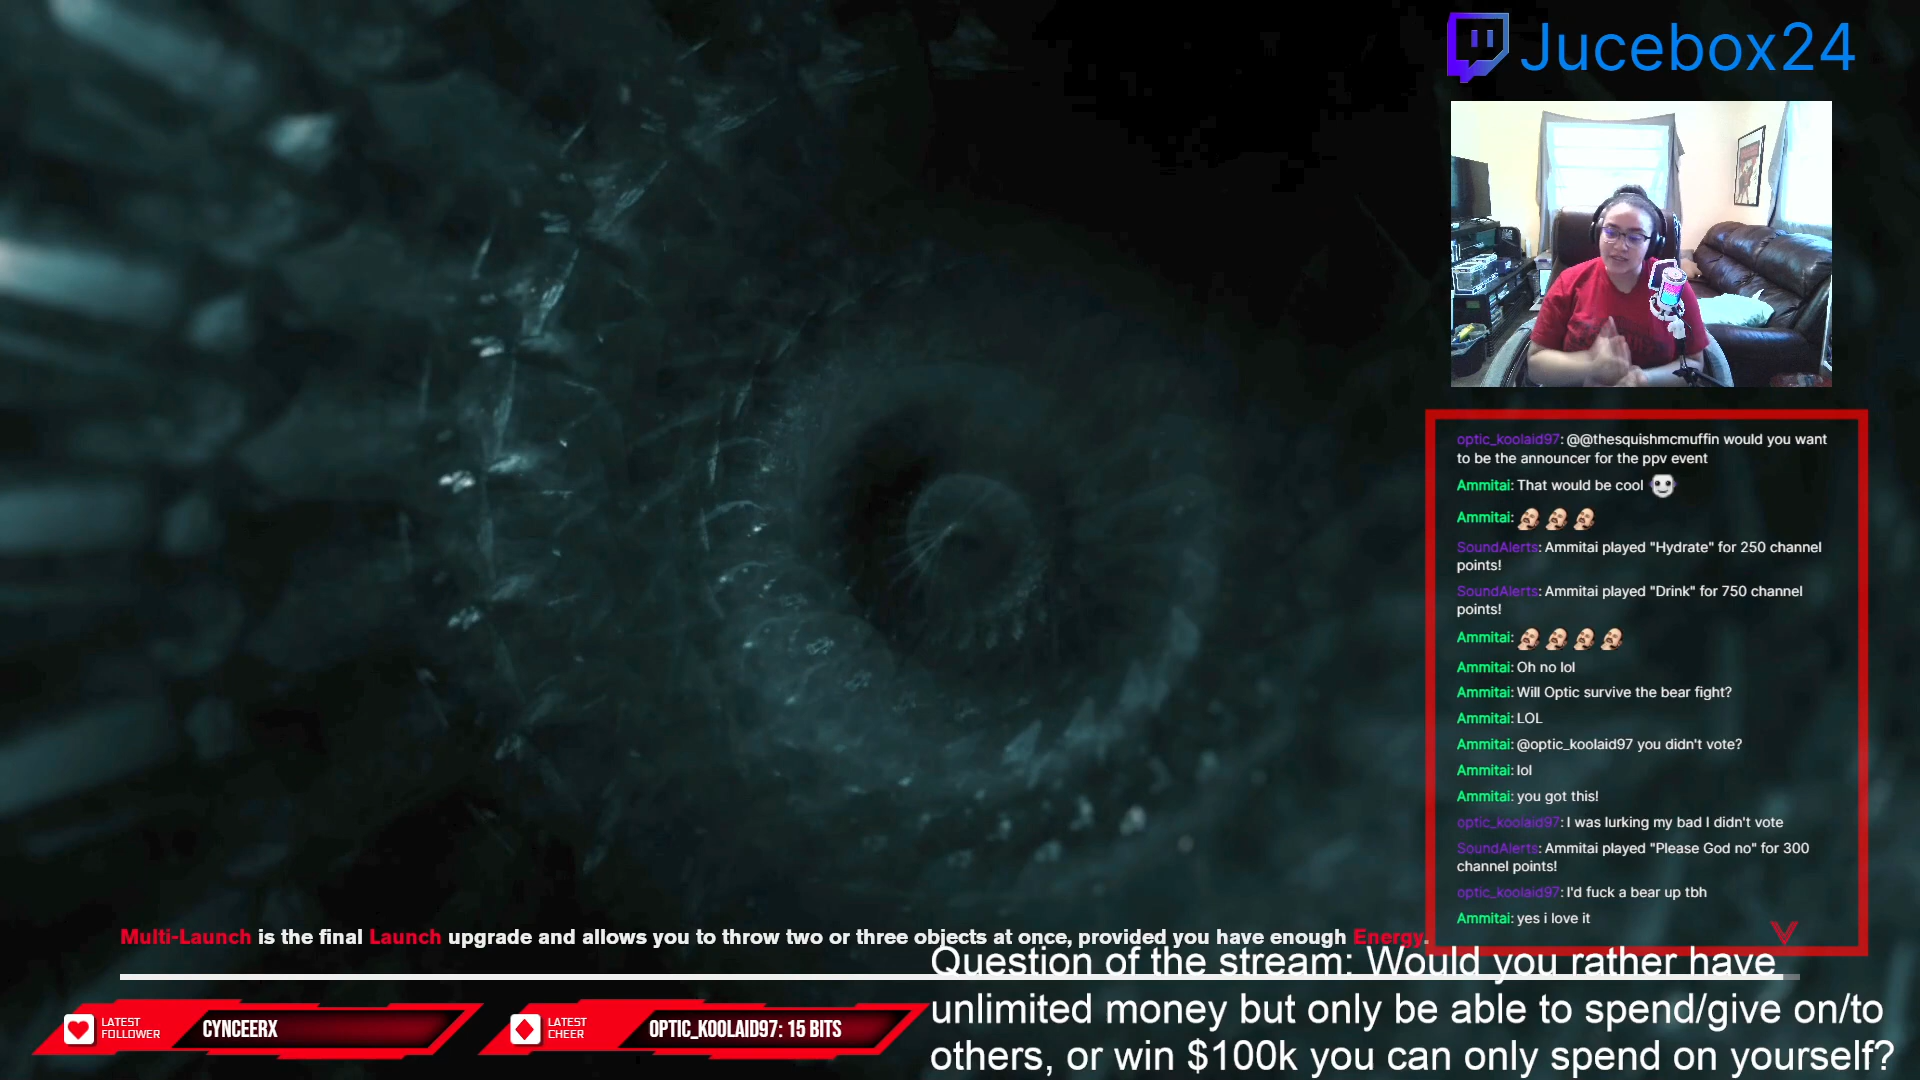 Jucebox24
optic_koolaid97: @@thesquishmcmuffin would you want
to be the announcer for the ppv event
Ammitai: That would be cool
Ammitai:
SoundAlerts: Ammitai played "Hydrate" for 250 channel
points!
SoundAlerts: Ammitai played "Drink" for 750 channel
points!
Ammitai:
Ammitai: Oh no lol
Ammitai: Will Optic survive the bear fight?
Ammitai: LOL
Ammitai: @optic_koolaid97 you didn't vote?
Ammitai: lol
Ammitai: you got this!
optic_koolaid97: I was lurking my bad I didn't vote
SoundAlerts: Ammitai played "Please God no" for 300
channel points!
optic_koolaid97: I'd fuck a bear up tbh
Ammitai: yes i love it
Multi-Launch is the final Launch upgrade and allows you to throw two or three objects at once, provided you have enough Energy.
Question of the stream: Would you rather have
unlimited money but only be able to spend/give on/to
others, or win $100k you can only spend on yourself?
LATEST
FOLLOWER
CYNCEERX
LATEST
CHEER
OPTIC_KOOLAID97: 15 BITS